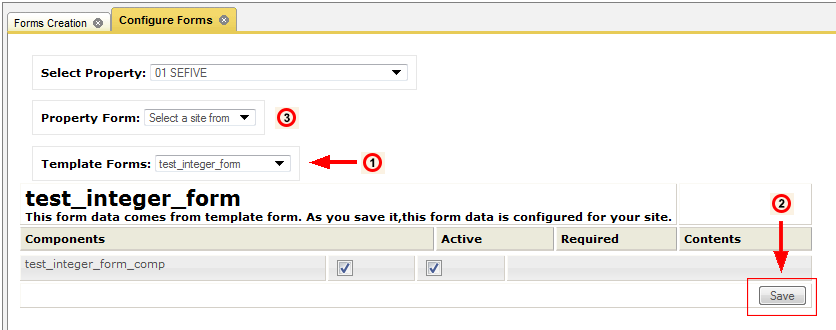 Forms Creation
Configure Forms
Select Property: 01 SEFIVE
Property Form: Select a site from 3
Template Forms: test_integer_form 1
test_integer_form
This form data comes from template form. As you save it,this form data is configured for your site.
2
Components Active Required Contents
test_integer_form_comp
Save